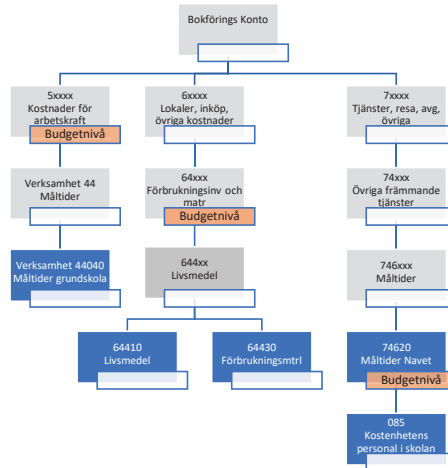 Bokförings Konto
5xxxx
Kostnader för
arbetskraft
Budgetnivå
6xxxx
Lokaler, inköp,
övriga kostnader
7xxxx
Tjänster, resa, avg,
övriga
Verksamhet 44
Måltider
64xxx
Förbrukningsinv och
matr
Budgetnivå
74xxx
Övriga främmande
tjänster
Verksamhet 44040
Måltider grundskola
644xx
Livsmedel
746xxx
Måltider
64410
Livsmedel
64430
Förbrukningsmtrl
74620
Måltider Navet
Budgetnivå
085
Kostenhetens
personal i skolan